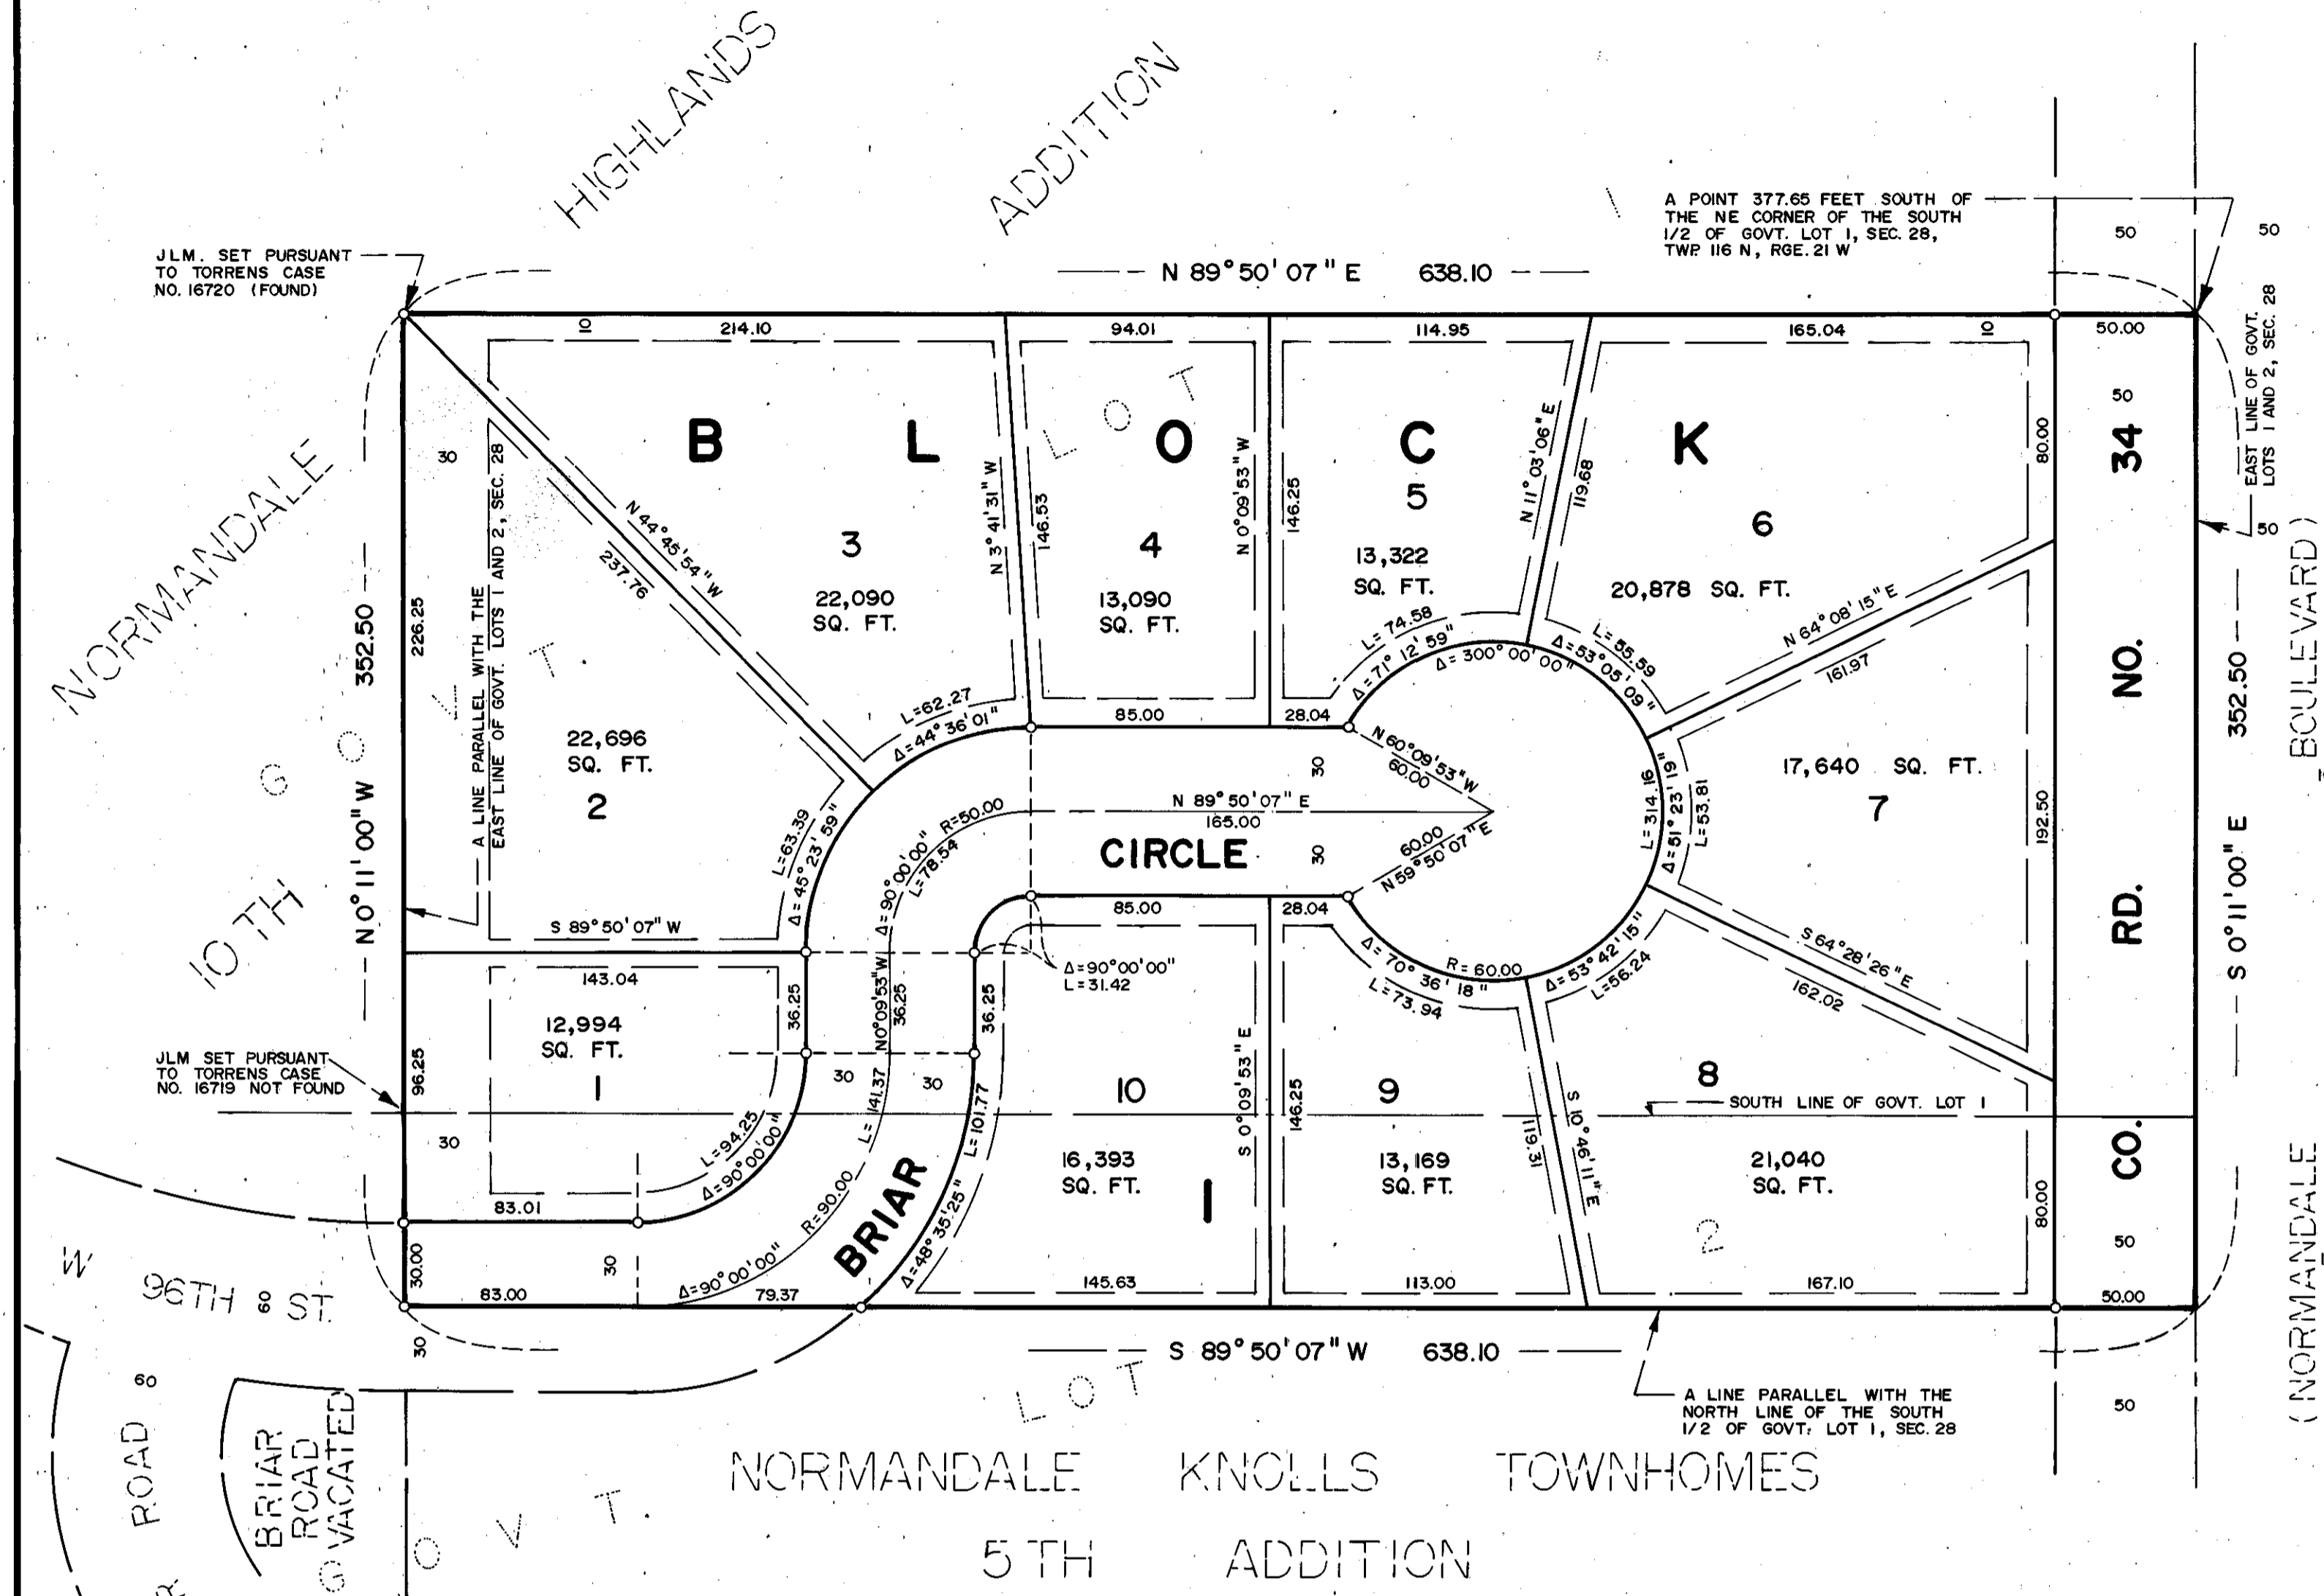 HIGHLANDS
ADDITION
A POINT 377.65 FEET SOUTH OF
THE NE CORNER OF THE SOUTH
1/2 OF GOVT. LOT 1, SEC. 28,
TWP. 116 N, RGE. 21 W
JLM. SET PURSUANT
TO TORRENS CASE
NO. 16720 (FOUND)
N 89°50'07" E 638.10
50
50
10
214.10
94.01
114.95
165.04
10
50.00
50
EAST LINE OF GOVT.
LOTS 1 AND 2, SEC. 28
50
NORMANDALE
10 TH
30
B L O C K
LOT
1
34
NO.
RD.
CO.
N 0°11'00" W
352.50
226.25
A LINE PARALLEL WITH THE
EAST LINE OF GOVT. LOTS 1 AND 2, SEC. 28
GOVT.
N 44°45'54" W
237.76
3
22,090
SQ. FT.
N 3°41'31" W
146.53
4
13,090
SQ. FT.
N 0°09'53" W
146.25
5
13,322
SQ. FT.
N 11°03'06" E
119.68
6
20,878 SQ. FT.
80.00
N 64°08'15" E
161.97
L=74.58
Δ=71°12'59"
Δ=300°00'00"
L=55.59
Δ=53°05'09"
L=62.27
Δ=44°36'01"
85.00
28.04
22,696
SQ. FT.
2
L=63.39
Δ=45°23'59"
N 60°09'53" W
60.00
30
R=50.00
Δ=90°00'00"
L=78.54
N 89°50'07" E
165.00
CIRCLE
30
60.00
N 59°50'07" E
L=314.16
Δ=51°23'19"
L=53.81
17,640 SQ. FT.
7
192.50
S 0°11'00" E
352.50
BOULEVARD)
(NORMANDALE
S 89°50'07" W
143.04
85.00
28.04
Δ=90°00'00"
L=31.42
Δ=70°36'18"
L=73.94
R=60.00
Δ=53°42'15"
L=56.24
S 64°28'26" E
162.02
12,994
SQ. FT.
1
36.25
N0°09'53"W
36.25
36.25
JLM SET PURSUANT
TO TORRENS CASE
NO. 16719 NOT FOUND
96.25
30
30
30
L=94.25
Δ=90°00'00"
L=141.37
R=90.00
L=101.77
Δ=48°35'25"
BRIAR
10
16,393
SQ. FT.
1
S 0°09'53" E
146.25
9
13,169
SQ. FT.
119.31
S 10°46'11" E
8
SOUTH LINE OF GOVT. LOT 1
21,040
SQ. FT.
2
80.00
50
83.01
30.00
30
83.00
Δ=90°00'00"
79.37
145.63
113.00
167.10
50.00
W 96TH 60 ST.
30
S 89°50'07" W 638.10
60
ROAD
BRIAR
ROAD
VACATED
LOT
A LINE PARALLEL WITH THE
NORTH LINE OF THE SOUTH
1/2 OF GOVT. LOT 1, SEC. 28
50
GOVT.
NORMANDALE KNOLLS TOWNHOMES
5 TH ADDITION